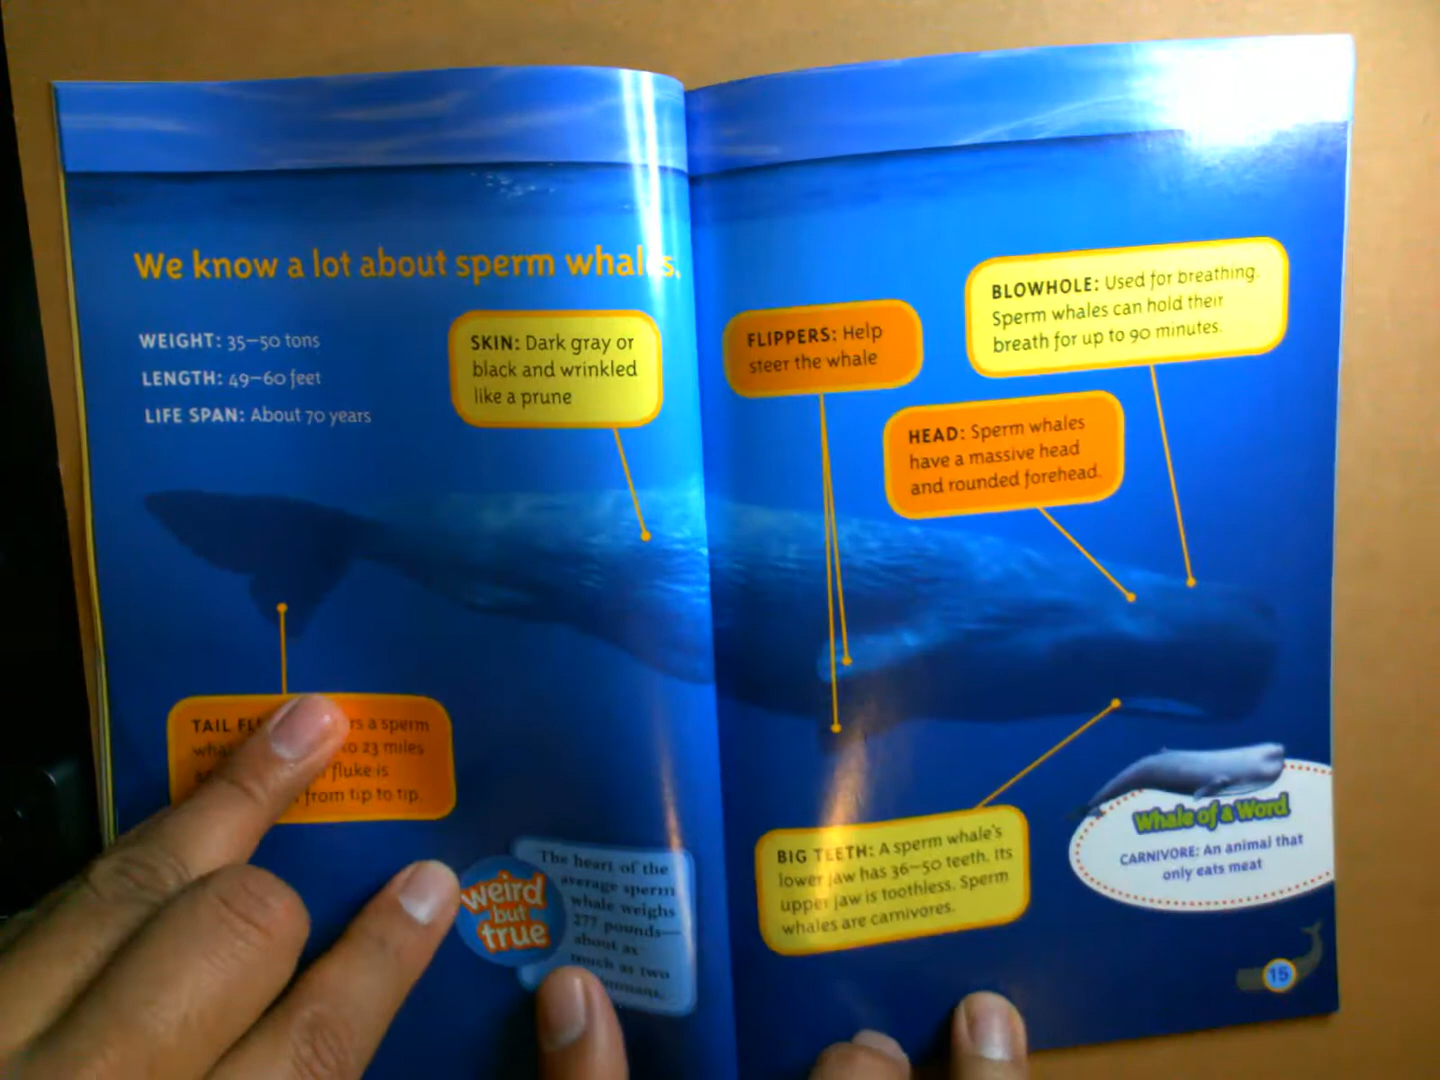 We know a lot about sperm whales.
WEIGHT: 35–50 tons
LENGTH: 49–60 feet
LIFE SPAN: About 70 years
SKIN: Dark gray or
black and wrinkled
like a prune
TAIL a sperm
to 23 miles
fluke is
from tip to tip.
weird
but
true
The heart of the
average sperm
whale weighs
277 pounds—
about as
much as two
humans.
FLIPPERS: Help
steer the whale
BLOWHOLE: Used for breathing.
Sperm whales can hold their
breath for up to 90 minutes.
HEAD: Sperm whales
have a massive head
and rounded forehead.
BIG TEETH: A sperm whale's
lower jaw has 36–50 teeth. Its
upper jaw is toothless. Sperm
whales are carnivores.
Whale of a Word
CARNIVORE: An animal that
only eats meat
15